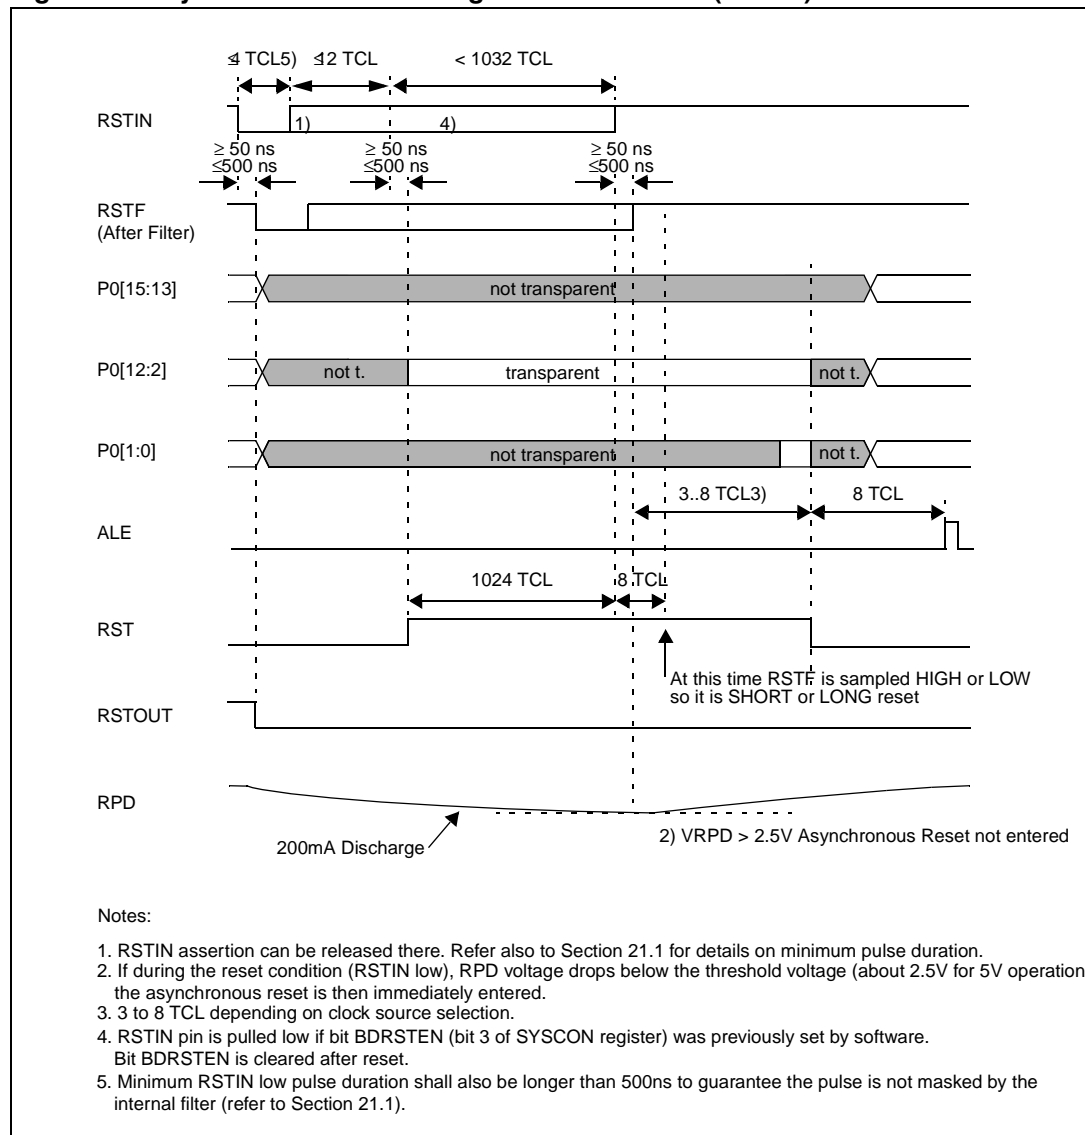 ≤4 TCL5) ≤12 TCL < 1032 TCL
RSTIN
1) 4)
≥ 50 ns ≥ 50 ns ≥ 50 ns
≤500 ns ≤500 ns ≤500 ns
RSTF
(After Filter)
P0[15:13] not transparent
P0[12:2] not t. transparent not t.
P0[1:0] not transparent not t.
3..8 TCL3) 8 TCL
ALE
1024 TCL 8 TCL
RST
At this time RSTF is sampled HIGH or LOW
so it is SHORT or LONG reset
RSTOUT
RPD
200mA Discharge
2) VRPD > 2.5V Asynchronous Reset not entered
Notes:
1. RSTIN assertion can be released there. Refer also to Section 21.1 for details on minimum pulse duration.
2. If during the reset condition (RSTIN low), RPD voltage drops below the threshold voltage (about 2.5V for 5V operation
the asynchronous reset is then immediately entered.
3. 3 to 8 TCL depending on clock source selection.
4. RSTIN pin is pulled low if bit BDRSTEN (bit 3 of SYSCON register) was previously set by software.
Bit BDRSTEN is cleared after reset.
5. Minimum RSTIN low pulse duration shall also be longer than 500ns to guarantee the pulse is not masked by the
internal filter (refer to Section 21.1).